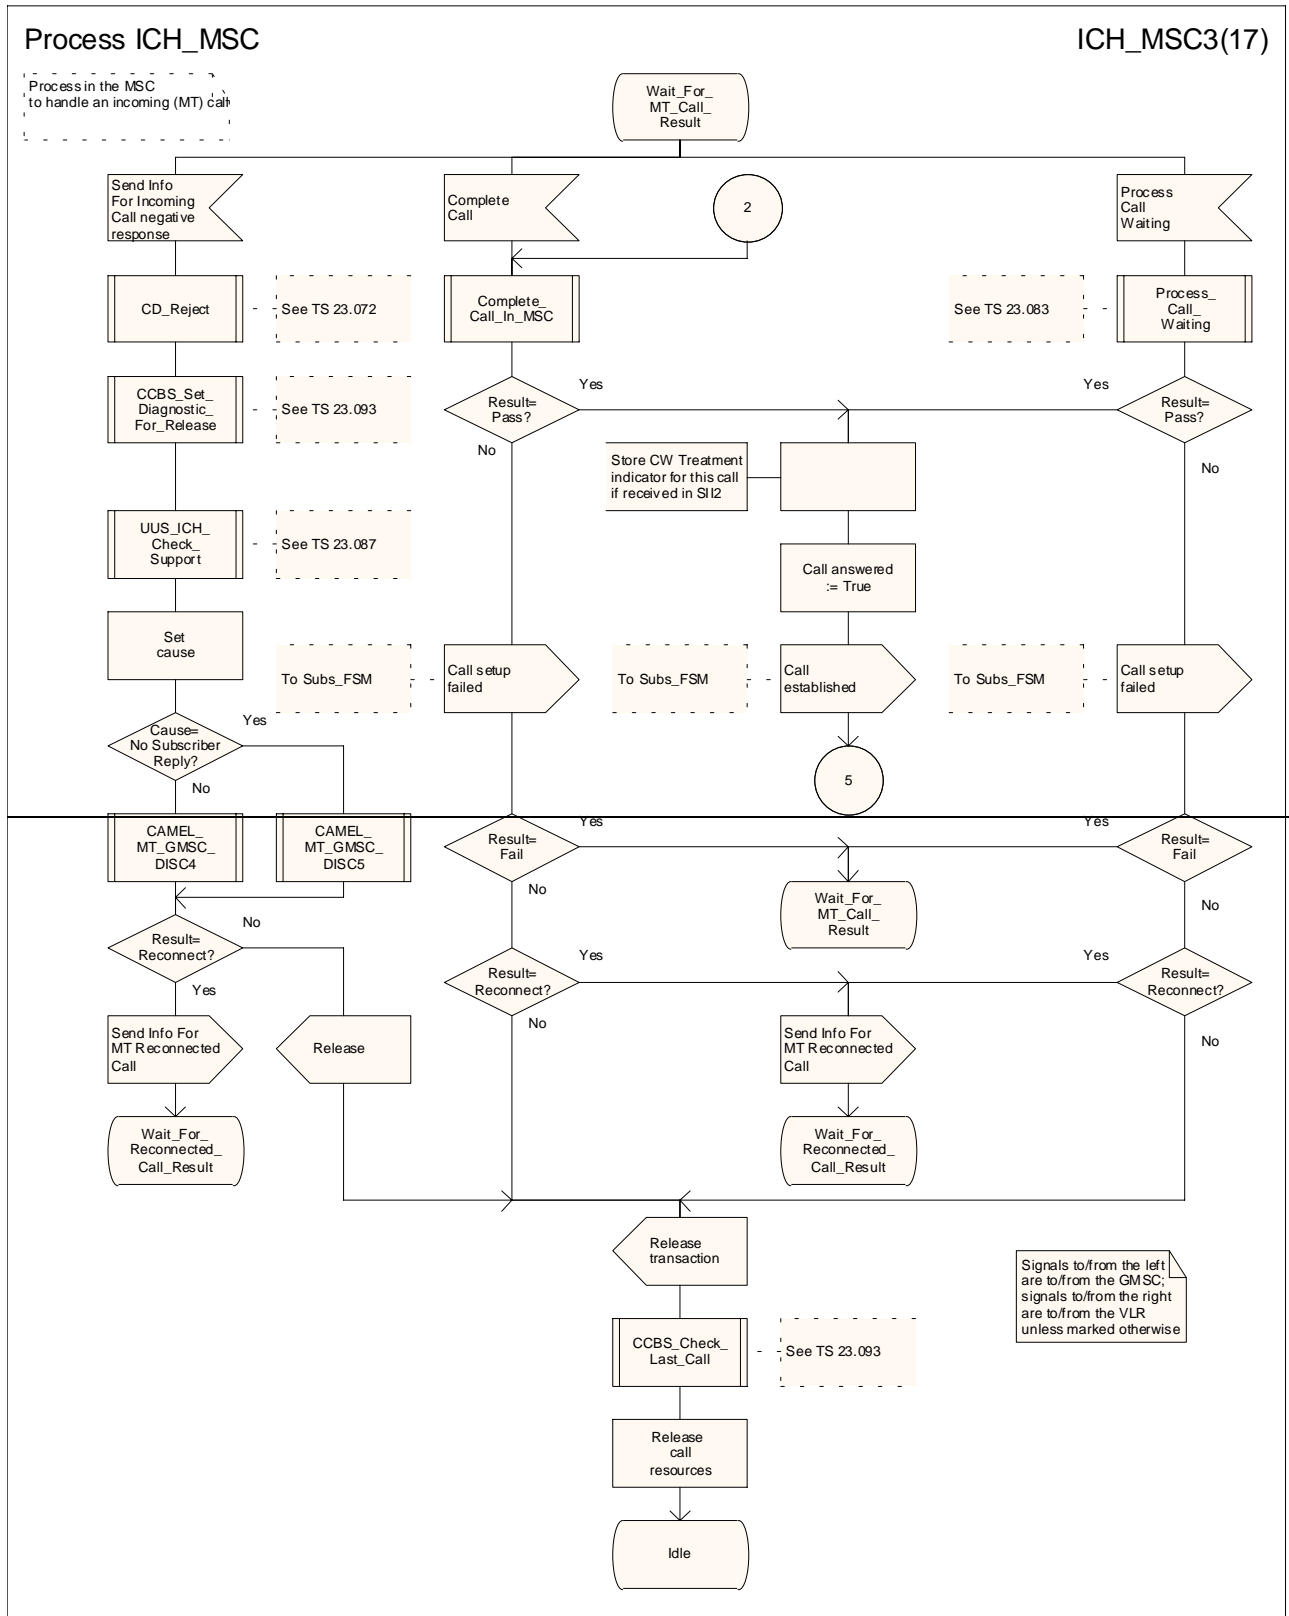 Process ICH_MSC
ICH_MSC3(17)
Process in the MSC
to handle an incoming (MT) call
Wait_For_
MT_Call_
Result
Send Info
For Incoming
Call negative
response
Complete
Call
2
Process
Call
Waiting
CD_Reject
See TS 23.072
Complete_
Call_In_MSC
See TS 23.083
Process_
Call_
Waiting
CCBS_Set_
Diagnostic_
For_Release
See TS 23.093
Result=
Pass?
Yes
No
Yes
Result=
Pass?
No
Store CW Treatment
indicator for this call
if received in SII2
UUS_ICH_
Check_
Support
See TS 23.087
Call answered
:= True
Set
cause
To Subs_FSM
Call setup
failed
To Subs_FSM
Call
established
To Subs_FSM
Call setup
failed
Cause=
No Subscriber
Reply?
Yes
No
5
CAMEL_
MT_GMSC_
DISC4
CAMEL_
MT_GMSC_
DISC5
Result=
Fail
Yes
No
Yes
Result=
Fail
No
Wait_For_
MT_Call_
Result
Result=
Reconnect?
No
Yes
Result=
Reconnect?
Yes
No
Yes
Result=
Reconnect?
No
Send Info For
MT Reconnected
Call
Release
Send Info For
MT Reconnected
Call
Wait_For_
Reconnected_
Call_Result
Wait_For_
Reconnected_
Call_Result
Release
transaction
Signals to/from the left
are to/from the GMSC;
signals to/from the right
are to/from the VLR
unless marked otherwise
CCBS_Check_
Last_Call
See TS 23.093
Release
call
resources
Idle